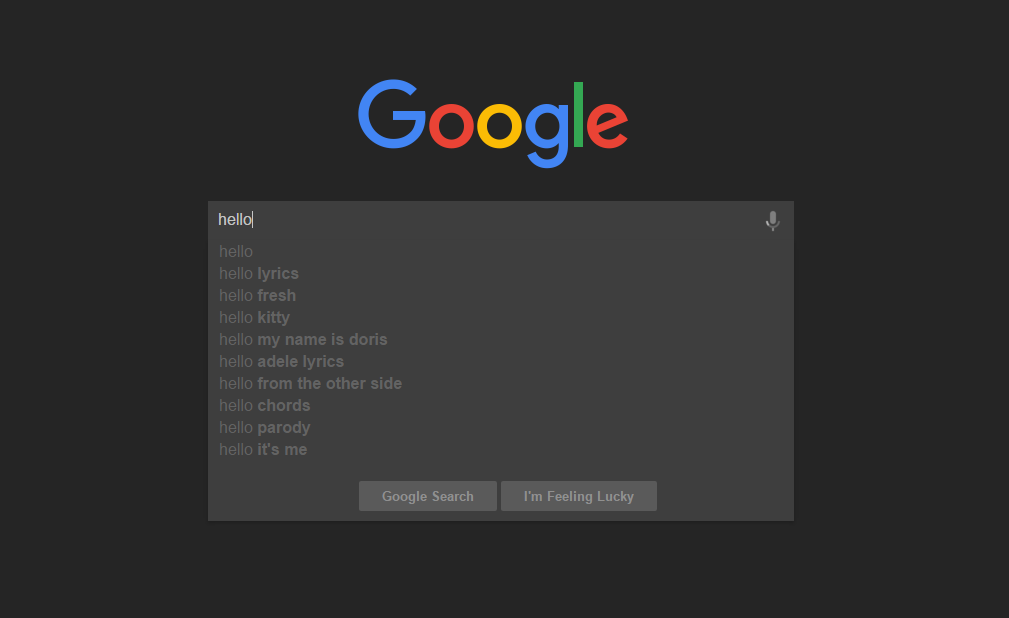 Google
hello
hello
hello lyrics
hello fresh
hello kitty
hello my name is doris
hello adele lyrics
hello from the other side
hello chords
hello parody
hello it's me
Google Search I'm Feeling Lucky